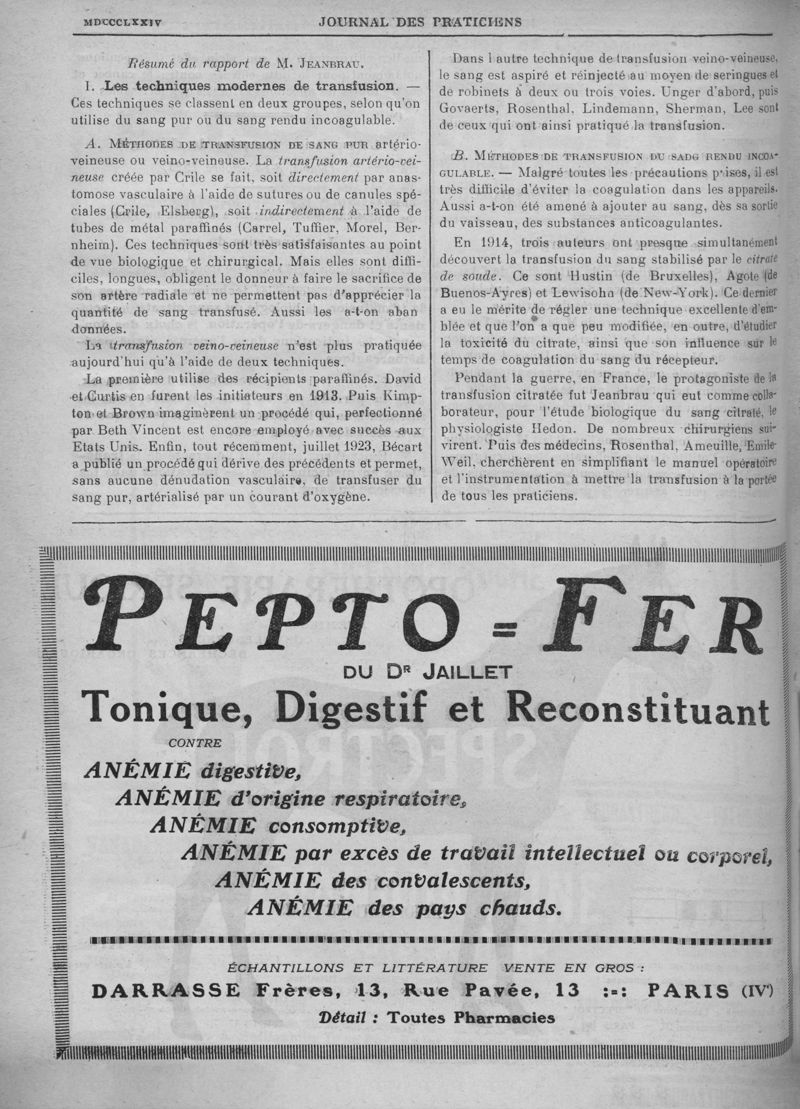 MDCCCLXXIV
JOURNAL DES PRATICIENS
Résumé du rapport de M. JEANBRAU.
I. Les techniques modernes de transfusion. —
Ces techniques se classent en deux groupes, selon qu'on
utilise du sang pur ou du sang rendu incoagulable.
A. MÉTHODES DE TRANSFUSION DE SANG PUR artério-
veineuse ou veino-veineuse. La transfusion artério-vei-
neuse créée par Crile se fait, soit directement par anas-
tomose vasculaire à l'aide de sutures ou de canules spé-
ciales (Crile, Elsberg), soit indirectement à l'aide de
tubes de métal paraffinés (Carrel, Tuffier, Morel, Ber-
nheim). Ces techniques sont très satisfaisantes au point
de vue biologique et chirurgical. Mais elles sont diffi-
ciles, longues, obligent le donneur à faire le sacrifice de
son artère radiale et ne permettent pas d'apprécier la
quantité de sang transfusé. Aussi les a-t-on aban
données.
La transfusion veino-veineuse n'est plus pratiquée
aujourd'hui qu'à l'aide de deux techniques.
La première utilise des récipients paraffinés. David
et Curtis en furent les initiateurs en 1913. Puis Kimp-
ton et Brown imaginèrent un procédé qui, perfectionné
par Beth Vincent est encore employé avec succès aux
Etats Unis. Enfin, tout récemment, juillet 1923, Bécart
a publié un procédé qui dérive des précédents et permet,
sans aucune dénudation vasculaire, de transfuser du
sang pur, artérialisé par un courant d'oxygène.
Dans l autre technique de transfusion veino-veineuse,
le sang est aspiré et réinjecté au moyen de seringues et
de robinets à deux ou trois voies. Unger d'abord, puis
Govaerts, Rosenthal, Lindemann, Sherman, Lee sont
de ceux qui ont ainsi pratiqué la transfusion.
B. MÉTHODES DE TRANSFUSION DU SADG RENDU INCOA-
GULABLE. — Malgré toutes les précautions prises, il est
très difficile d'éviter la coagulation dans les appareils.
Aussi a-t-on été amené à ajouter au sang, dès sa sortie
du vaisseau, des substances anticoagulantes.
En 1914, trois auteurs ont presque simultanément
découvert la transfusion du sang stabilisé par le citrate
de soude. Ce sont Hustin (de Bruxelles), Agote (de
Buenos-Ayres) et Lewisohn (de New-York). Ce dernier
a eu le mérite de régler une technique excellente d'em-
blée et que l'on a que peu modifiée, en outre, d'étudier
la toxicité du citrate, ainsi que son influence sur le
temps de coagulation du sang du récepteur.
Pendant la guerre, en France, le protagoniste de la
transfusion citratée fut Jeanbrau qui eut comme colla-
borateur, pour l'étude biologique du sang citraté, le
physiologiste Hedon. De nombreux chirurgiens sui-
virent. Puis des médecins, Rosenthal, Ameuille, Emile-
Weil, cherchèrent en simplifiant le manuel opératoire
et l'instrumentation à mettre la transfusion à la portée
de tous les praticiens.
PEPTO=FER
DU DR JAILLET
Tonique, Digestif et Reconstituant
CONTRE
ANÉMIE digestive,
ANÉMIE d'origine respiratoire,
ANÉMIE consomptive,
ANÉMIE par excès de travail intellectuel ou corporel,
ANÉMIE des convalescents,
ANÉMIE des pays chauds.
ÉCHANTILLONS ET LITTÉRATURE VENTE EN GROS :
DARRASSE Frères, 13, Rue Pavée, 13 :-: PARIS (IVe)
Détail : Toutes Pharmacies